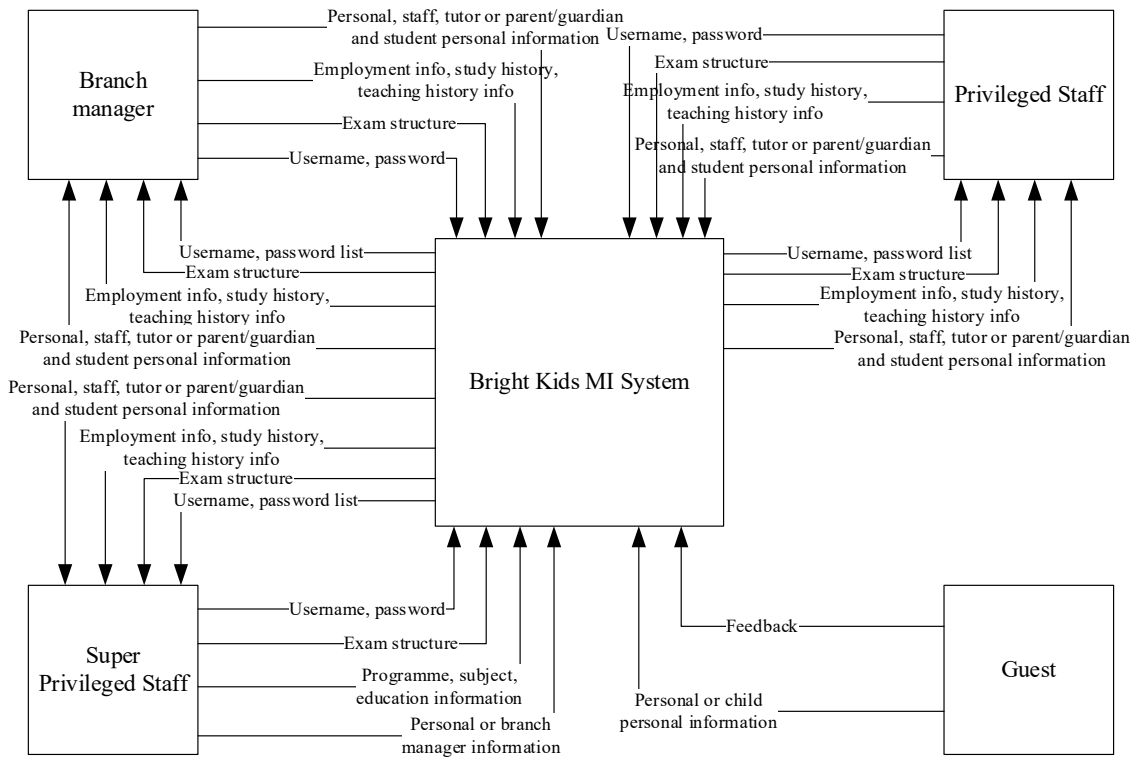 Branch
manager
Personal, staff, tutor or parent/guardian
and student personal information
Employment info, study history,
teaching history info
Exam structure
Username, password
Username, password
Exam structure
Employment info, study history,
teaching history info
Personal, staff, tutor or parent/guardian
and student personal information
Privileged Staff
Username, password list
Exam structure
Employment info, study history,
teaching history info
Personal, staff, tutor or parent/guardian
and student personal information
Personal, staff, tutor or parent/guardian
and student personal information
Employment info, study history,
teaching history info
Exam structure
Username, password list
Bright Kids MI System
Username, password list
Exam structure
Employment info, study history,
teaching history info
Personal, staff, tutor or parent/guardian
and student personal information
Super
Privileged Staff
Username, password
Exam structure
Programme, subject,
education information
Personal or branch
manager information
Feedback
Personal or child
personal information
Guest